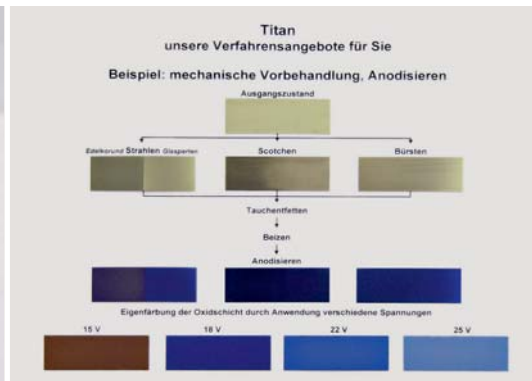 Titan
unsere Verfahrensangebote für Sie
Beispiel: mechanische Vorbehandlung, Anodisieren
Ausgangszustand
Edelkorund Strahlen Glasperlen
Scotchen
Bürsten
Tauchentfetten
Beizen
Anodisieren
Eigenfärbung der Oxidschicht durch Anwendung verschiedene Spannungen
15 V
18 V
22 V
25 V